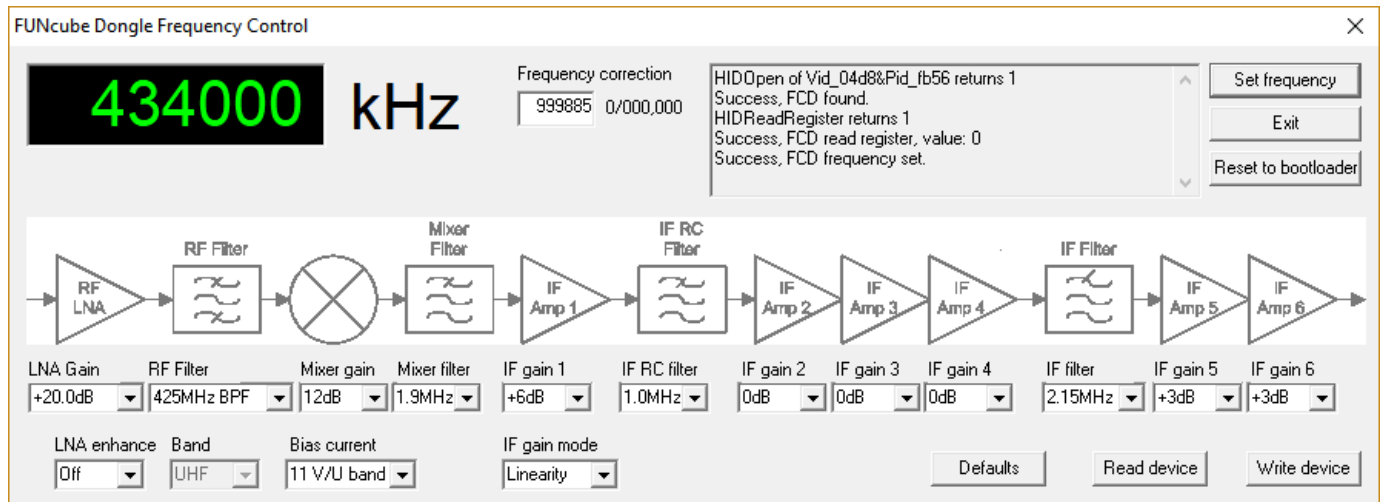 FUNcube Dongle Frequency Control
434000 kHz
Frequency correction
999885 0/000,000
HIDOpen of Vid_04d8&Pid_fb56 returns 1
Success, FCD found.
HIDReadRegister returns 1
Success, FCD read register, value: 0
Success, FCD frequency set.
Set frequency
Exit
Reset to bootloader
RF LNA
RF Filter
Mixer Filter
IF Amp 1
IF RC Filter
IF Amp 2
IF Amp 3
IF Amp 4
IF Filter
IF Amp 5
IF Amp 6
LNA Gain RF Filter Mixer gain Mixer filter IF gain 1 IF RC filter IF gain 2 IF gain 3 IF gain 4 IF filter IF gain 5 IF gain 6
+20.0dB 425MHz BPF 12dB 1.9MHz +6dB 1.0MHz 0dB 0dB 0dB 2.15MHz +3dB +3dB
LNA enhance Band Bias current IF gain mode
Off UHF 11 V/U band Linearity
Defaults Read device Write device